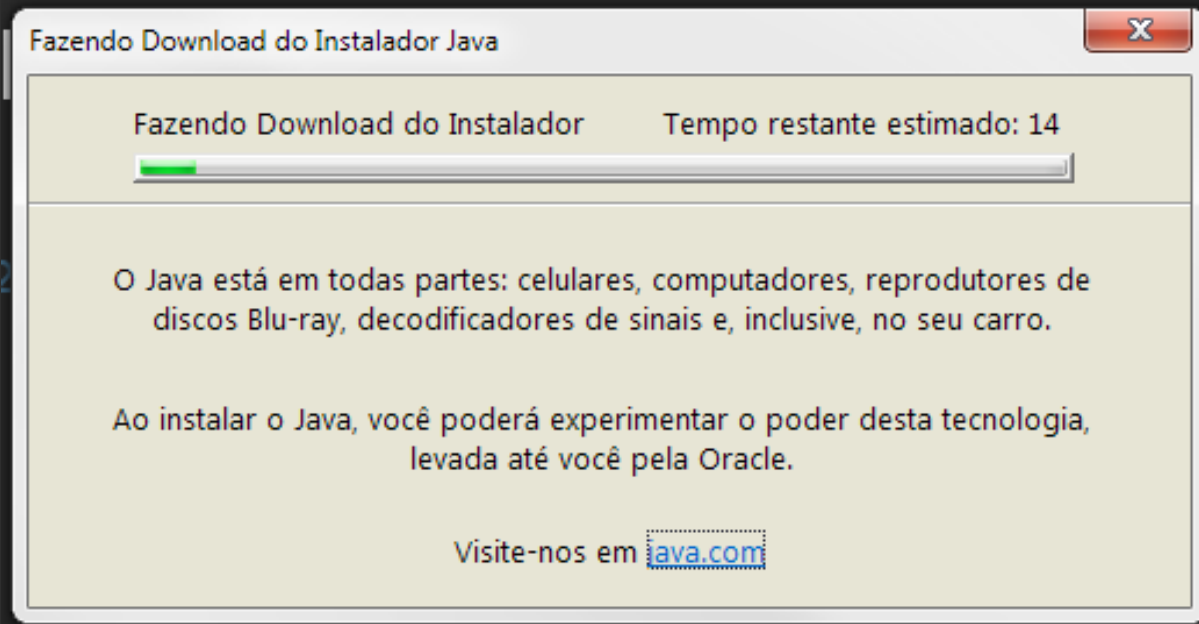 Fazendo Download do Instalador Java
Fazendo Download do Instalador Tempo restante estimado: 14
O Java está em todas partes: celulares, computadores, reprodutores de
discos Blu-ray, decodificadores de sinais e, inclusive, no seu carro.
Ao instalar o Java, você poderá experimentar o poder desta tecnologia,
levada até você pela Oracle.
Visite-nos em java.com